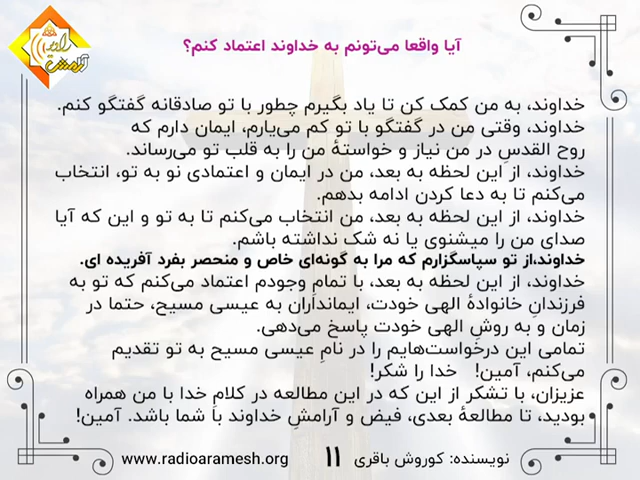 راز
آرامش
آیا واقعا می‌تونم به خداوند اعتماد کنم؟
خداوند، به من کمک کن تا یاد بگیرم چطور با تو صادقانه گفتگو کنم.
خداوند، وقتی من در گفتگو با تو کم می‌یارم، ایمان دارم که
روح القدسِ در من نیاز و خواستهٔ من را به قلب تو می‌رساند.
خداوند، از این لحظه به بعد، من در ایمان و اعتمادی نو به تو، انتخاب
می‌کنم تا به دعا کردن ادامه بدهم.
خداوند، از این لحظه به بعد، من انتخاب می‌کنم تا به تو و این که آیا
صدای من را میشنوی یا نه شک نداشته باشم.
خداوند،از تو سپاسگزارم که مرا به گونه‌ای خاص و منحصر بفرد آفریده ای.
خداوند، از این لحظه به بعد، با تمامِ وجودم اعتماد می‌کنم که تو به
فرزندانِ خانوادهٔ الهی خودت، ایمانداران به عیسی مسیح، حتما در
زمان و به روشِ الهی خودت پاسخ می‌دهی.
تمامی این درخواست‌هایم را در نامِ عیسی مسیح به تو تقدیم
می‌کنم، آمین! خدا را شکر!
عزیزان، با تشکر از این که در این مطالعه در کلامِ خدا با من همراه
بودید، تا مطالعهٔ بعدی، فیض و آرامشِ خداوند با شما باشد. آمین!
نویسنده: کوروش باقری ۱۱ www.radioaramesh.org